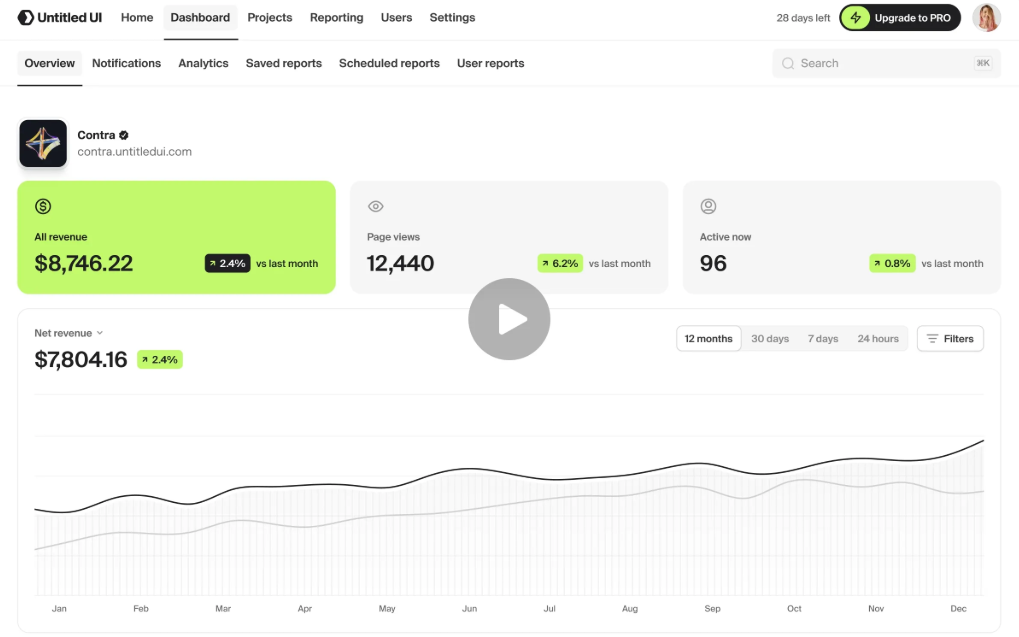 Untitled UI Home Dashboard Projects Reporting Users Settings 28 days left Upgrade to PRO
Overview Notifications Analytics Saved reports Scheduled reports User reports Search ⌘K
Contra
contra.untitledui.com
All revenue
$8,746.22 2.4% vs last month
Page views
12,440 6.2% vs last month
Active now
96 0.8% vs last month
Net revenue
$7,804.16 2.4%
12 months 30 days 7 days 24 hours Filters
Jan Feb Mar Apr May Jun Jul Aug Sep Oct Nov Dec